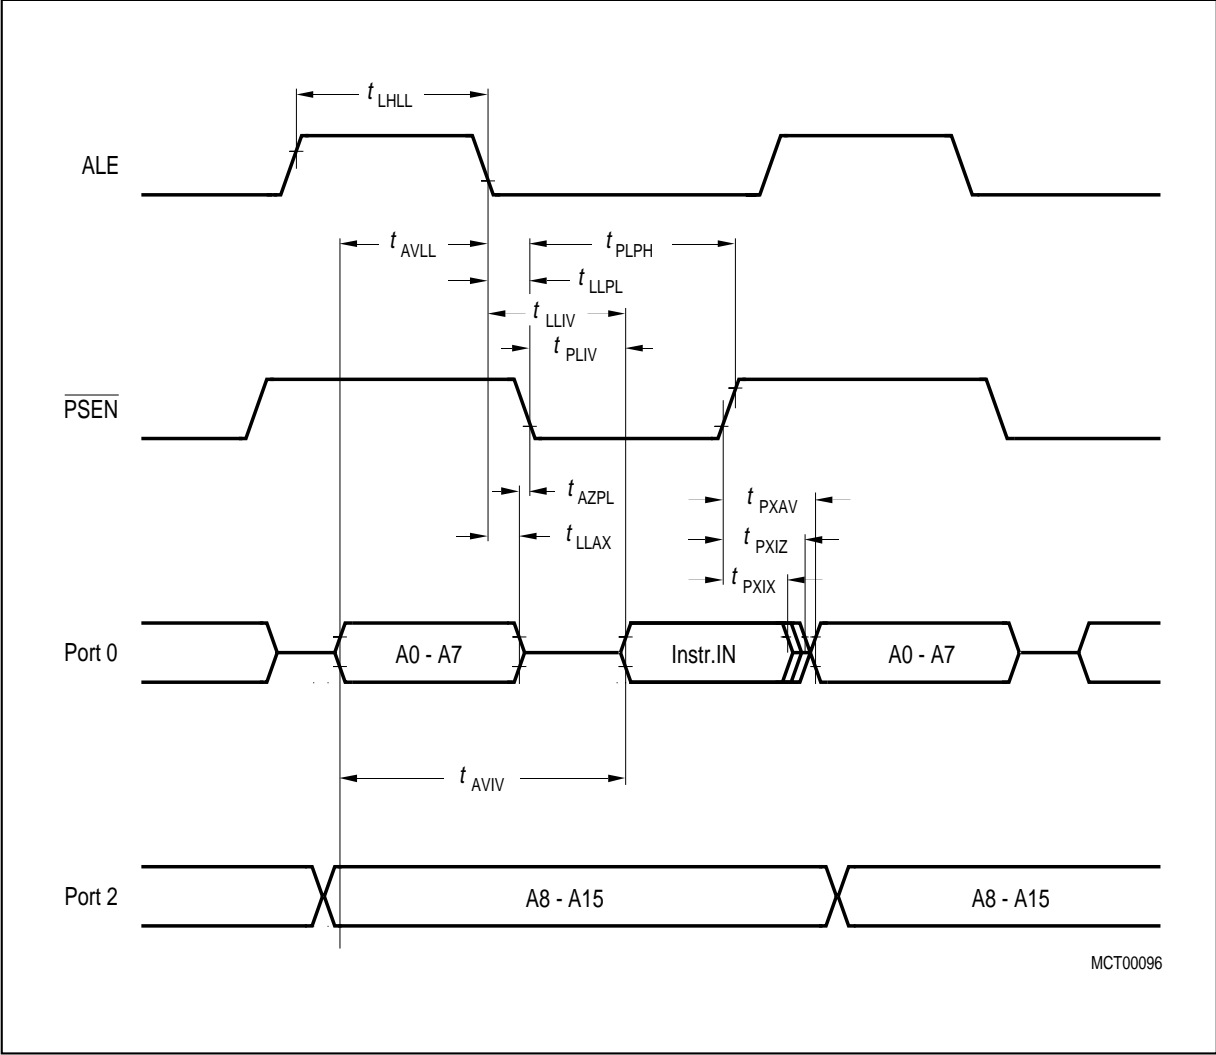 t LHLL
ALE
t AVLL
t PLPH
t LLPL
t LLIV
t PLIV
PSEN
t AZPL
t PXAV
t LLAX
t PXIZ
t PXIX
Port 0
A0 - A7
Instr.IN
A0 - A7
t AVIV
Port 2
A8 - A15
A8 - A15
MCT00096